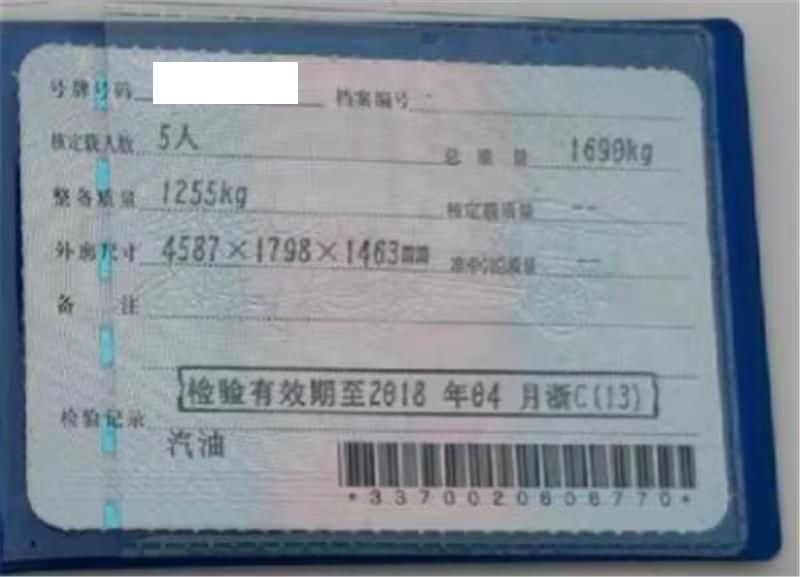 号牌号码 档案编号
核定载人数 5人 总质量 1690kg
整备质量 1255kg 核定载质量 --
外廓尺寸 4587×1798×1463mm 准牵引总质量 --
备注
检验有效期至2018 年04 月浙C(13)
检验记录
汽油
*3370020606770*